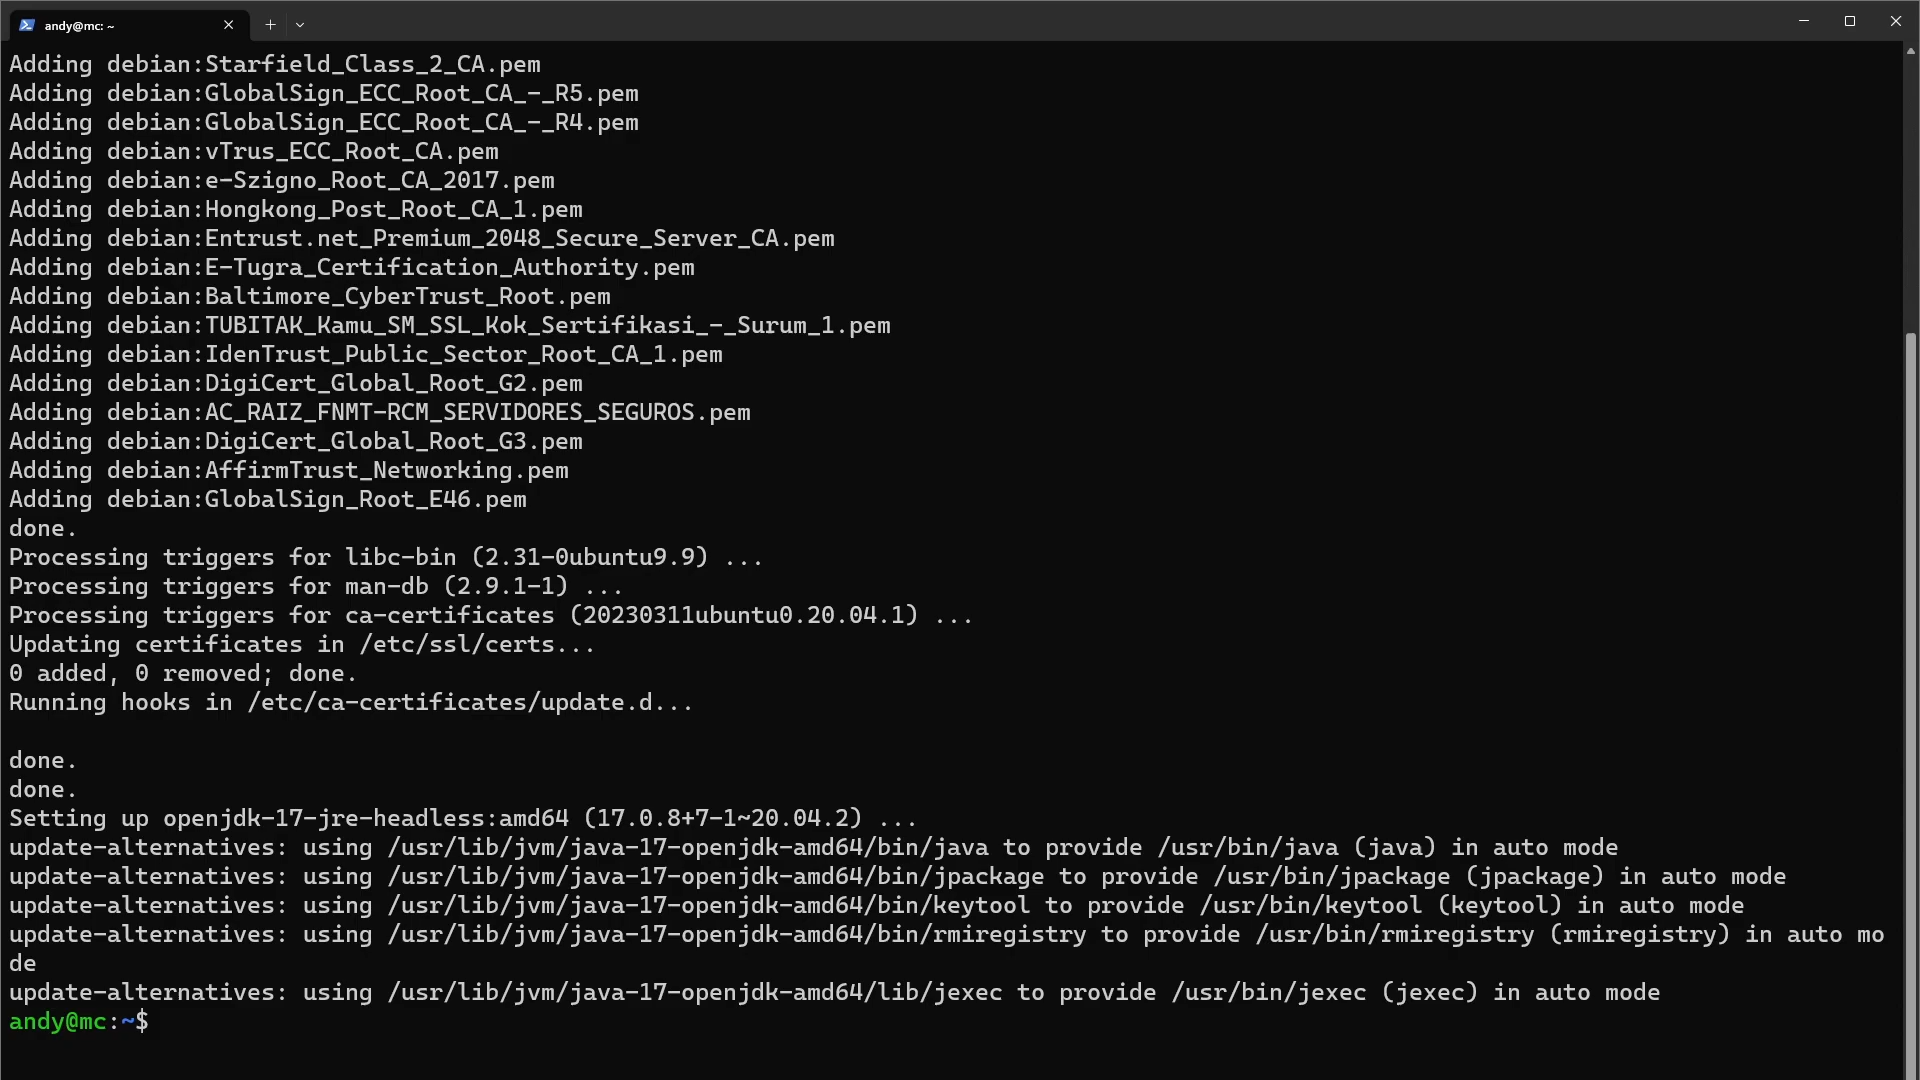 andy@mc: ~
Adding debian:Starfield_Class_2_CA.pem
Adding debian:GlobalSign_ECC_Root_CA_-_R5.pem
Adding debian:GlobalSign_ECC_Root_CA_-_R4.pem
Adding debian:vTrus_ECC_Root_CA.pem
Adding debian:e-Szigno_Root_CA_2017.pem
Adding debian:Hongkong_Post_Root_CA_1.pem
Adding debian:Entrust.net_Premium_2048_Secure_Server_CA.pem
Adding debian:E-Tugra_Certification_Authority.pem
Adding debian:Baltimore_CyberTrust_Root.pem
Adding debian:TUBITAK_Kamu_SM_SSL_Kok_Sertifikasi_-_Surum_1.pem
Adding debian:IdenTrust_Public_Sector_Root_CA_1.pem
Adding debian:DigiCert_Global_Root_G2.pem
Adding debian:AC_RAIZ_FNMT-RCM_SERVIDORES_SEGUROS.pem
Adding debian:DigiCert_Global_Root_G3.pem
Adding debian:AffirmTrust_Networking.pem
Adding debian:GlobalSign_Root_E46.pem
done.
Processing triggers for libc-bin (2.31-0ubuntu9.9) ...
Processing triggers for man-db (2.9.1-1) ...
Processing triggers for ca-certificates (20230311ubuntu0.20.04.1) ...
Updating certificates in /etc/ssl/certs...
0 added, 0 removed; done.
Running hooks in /etc/ca-certificates/update.d...
done.
done.
Setting up openjdk-17-jre-headless:amd64 (17.0.8+7-1~20.04.2) ...
update-alternatives: using /usr/lib/jvm/java-17-openjdk-amd64/bin/java to provide /usr/bin/java (java) in auto mode
update-alternatives: using /usr/lib/jvm/java-17-openjdk-amd64/bin/jpackage to provide /usr/bin/jpackage (jpackage) in auto mode
update-alternatives: using /usr/lib/jvm/java-17-openjdk-amd64/bin/keytool to provide /usr/bin/keytool (keytool) in auto mode
update-alternatives: using /usr/lib/jvm/java-17-openjdk-amd64/bin/rmiregistry to provide /usr/bin/rmiregistry (rmiregistry) in auto mo
de
update-alternatives: using /usr/lib/jvm/java-17-openjdk-amd64/lib/jexec to provide /usr/bin/jexec (jexec) in auto mode
andy@mc:~$